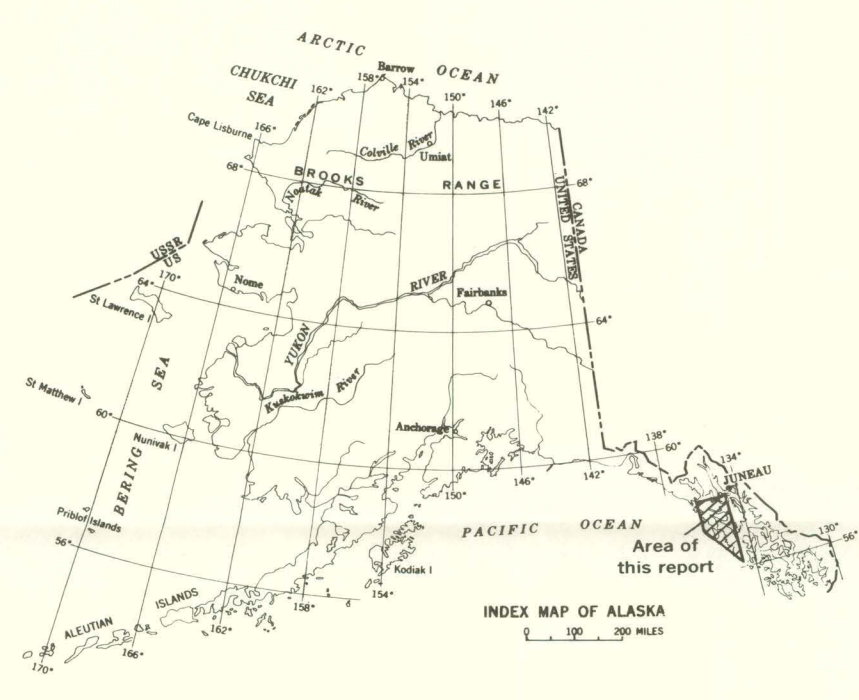 ARCTIC OCEAN
Barrow
CHUKCHI
SEA
158°
154°
162°
150°
146°
142°
Cape Lisburne
166°
Colville River
Umiat
68°
BROOKS RANGE
68°
Noatak River
UNITED STATES
CANADA
USSR
US
170°
64°
Nome
St Lawrence I
YUKON RIVER
Fairbanks
64°
BERING SEA
St Matthew I
Kuskokwim River
60°
Nunivak I
Anchorage
138°
60°
134°
JUNEAU
142°
146°
150°
Priblof Islands
56°
PACIFIC OCEAN
130°
56°
Area of
this report
Kodiak I
154°
158°
ALEUTIAN ISLANDS
162°
166°
170°
INDEX MAP OF ALASKA
0 100 200 MILES